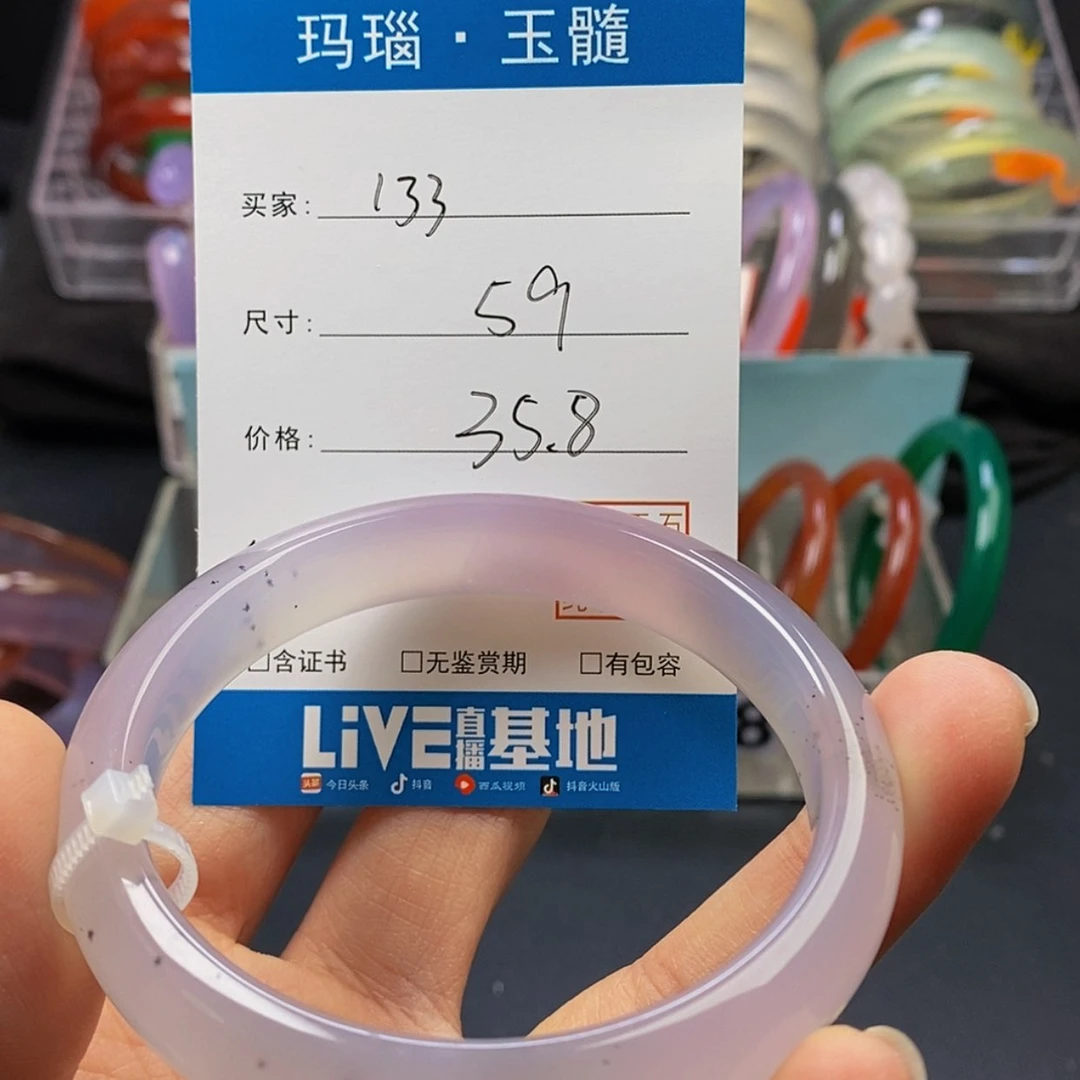 玛瑙·玉髓
买家: 133
尺寸: 59
价格: 35.8
□含证书 □无鉴赏期 □有包容
LiVE直播基地
头条 今日头条 抖音 西瓜视频 抖音火山版